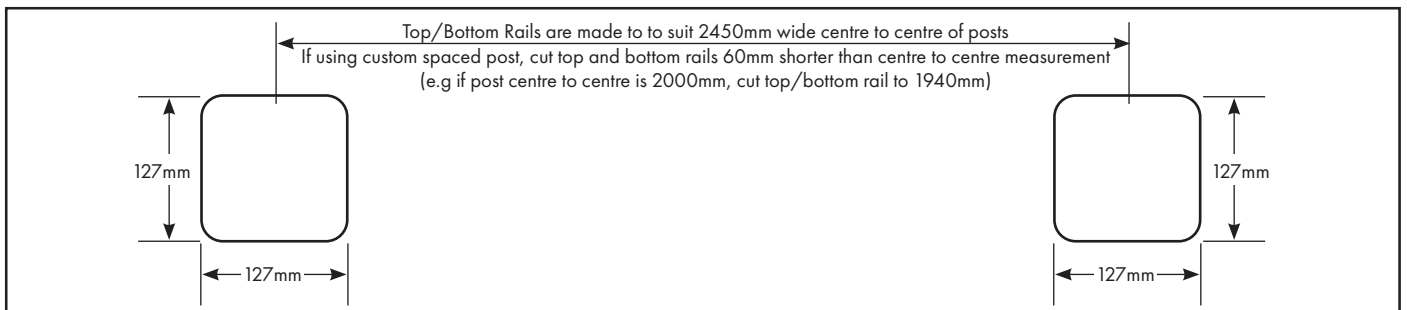 Top/Bottom Rails are made to to suit 2450mm wide centre to centre of posts
If using custom spaced post, cut top and bottom rails 60mm shorter than centre to centre measurement
(e.g if post centre to centre is 2000mm, cut top/bottom rail to 1940mm)
127mm
127mm
127mm
127mm